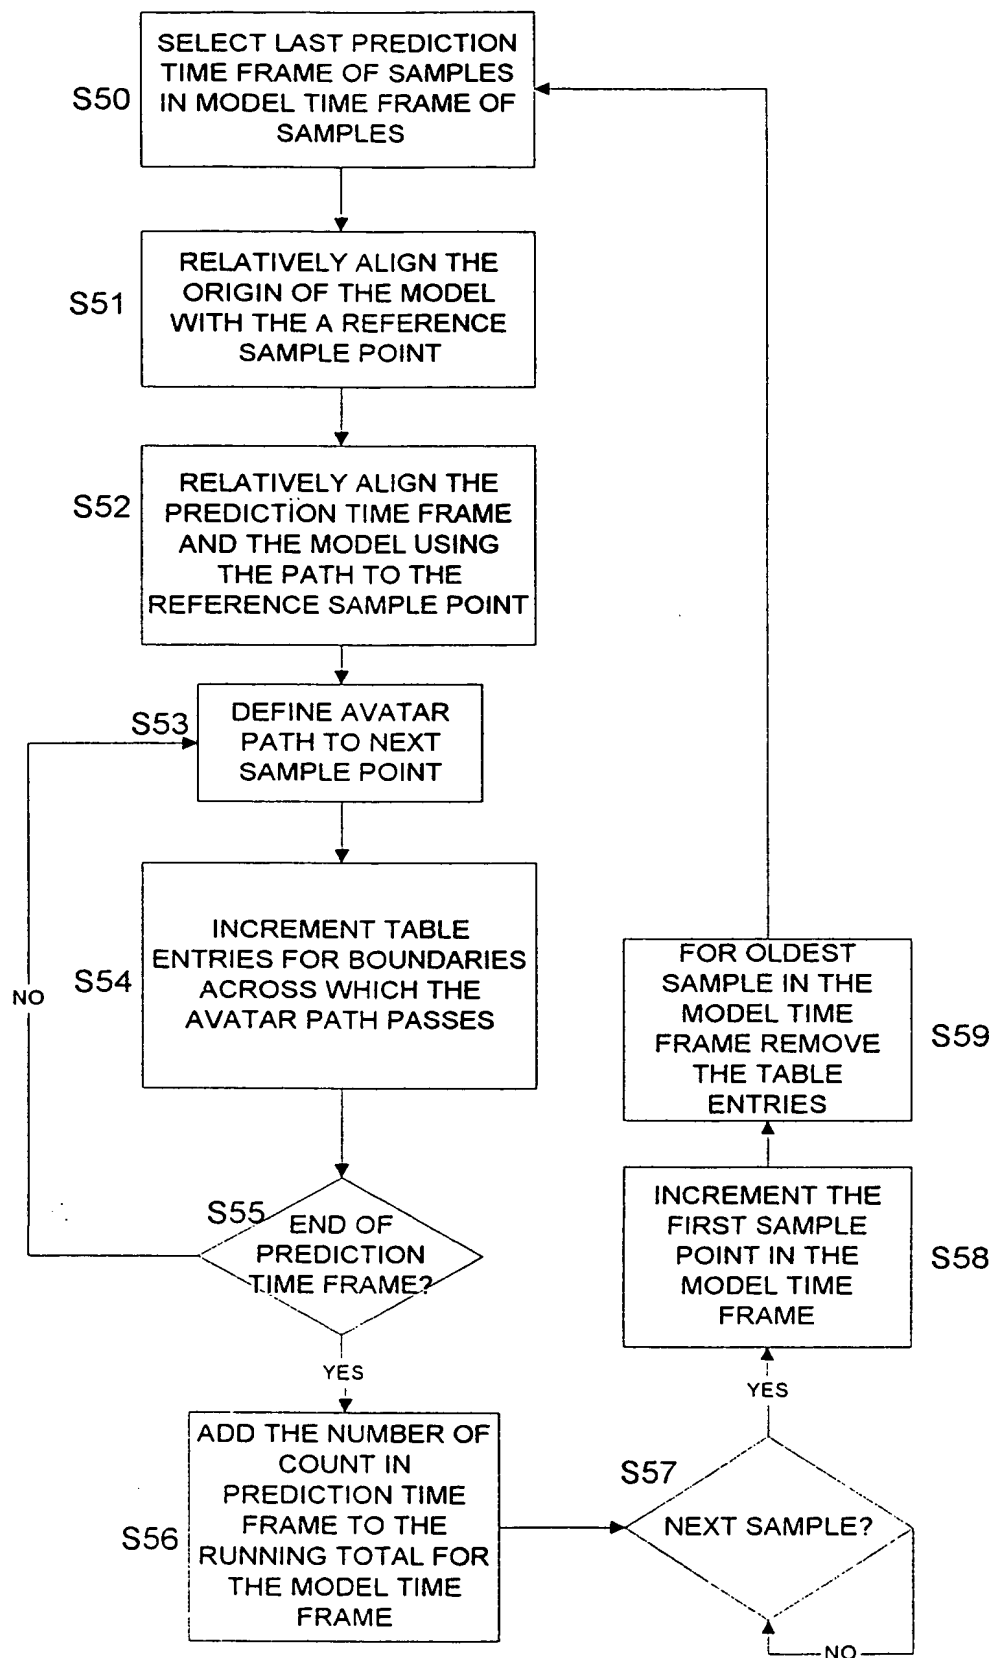 S50
SELECT LAST PREDICTION
TIME FRAME OF SAMPLES
IN MODEL TIME FRAME OF
SAMPLES
S51
RELATIVELY ALIGN THE
ORIGIN OF THE MODEL
WITH THE A REFERENCE
SAMPLE POINT
S52
RELATIVELY ALIGN THE
PREDICTION TIME FRAME
AND THE MODEL USING
THE PATH TO THE
REFERENCE SAMPLE POINT
S53
DEFINE AVATAR
PATH TO NEXT
SAMPLE POINT
S54
INCREMENT TABLE
ENTRIES FOR BOUNDARIES
ACROSS WHICH THE
AVATAR PATH PASSES
NO
S55
END OF
PREDICTION
TIME FRAME?
YES
S56
ADD THE NUMBER OF
COUNT IN
PREDICTION TIME
FRAME TO THE
RUNNING TOTAL FOR
THE MODEL TIME
FRAME
S57
NEXT SAMPLE?
NO
YES
S58
INCREMENT THE
FIRST SAMPLE
POINT IN THE
MODEL TIME
FRAME
S59
FOR OLDEST
SAMPLE IN THE
MODEL TIME
FRAME REMOVE
THE TABLE
ENTRIES